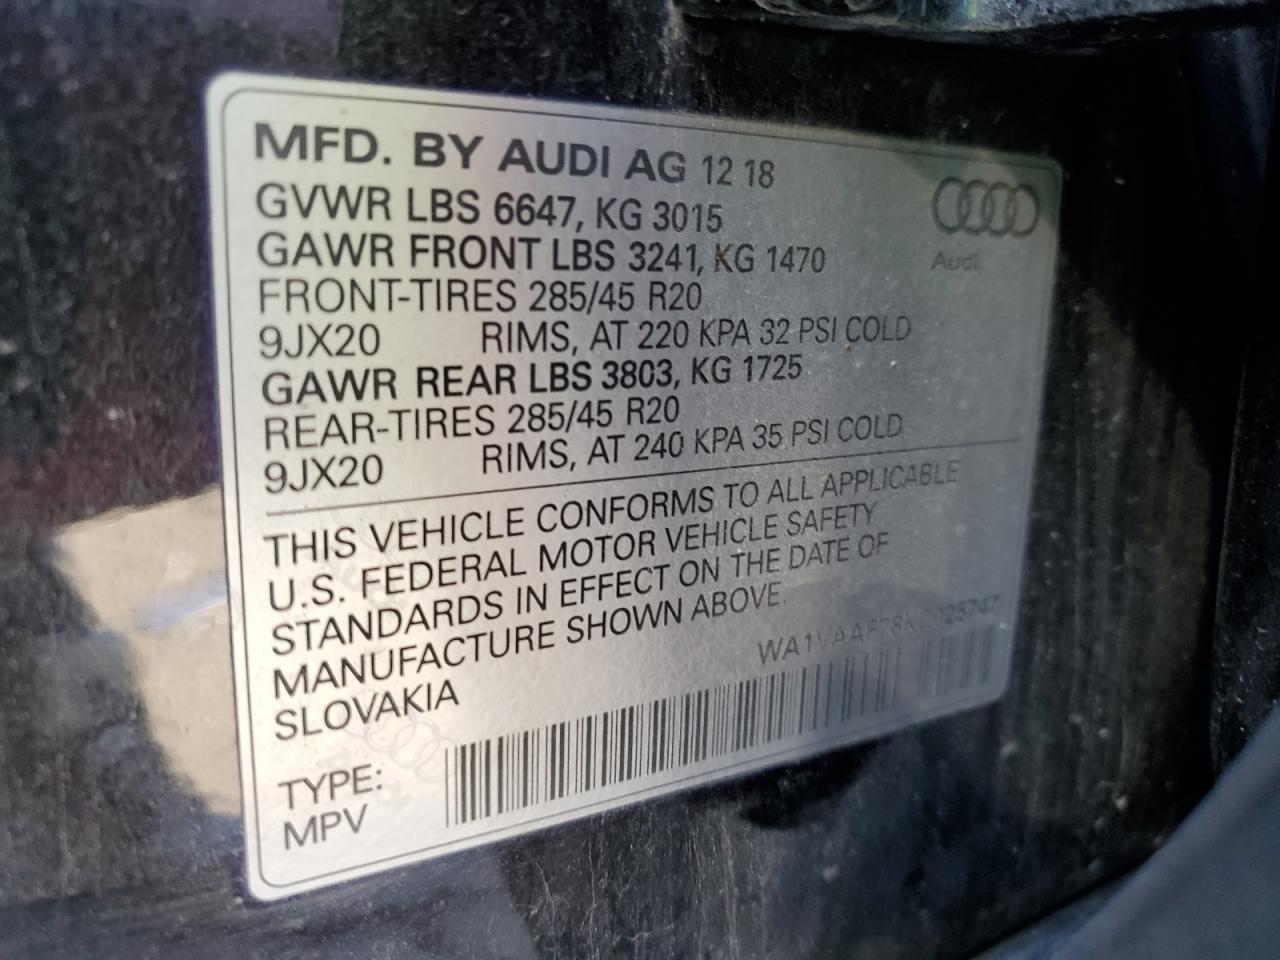 MFD. BY AUDI AG 12 18
GVWR LBS 6647, KG 3015
GAWR FRONT LBS 3241, KG 1470
FRONT-TIRES 285/45 R20
9JX20 RIMS, AT 220 KPA 32 PSI COLD
GAWR REAR LBS 3803, KG 1725
REAR-TIRES 285/45 R20
9JX20 RIMS, AT 240 KPA 35 PSI COLD
Audi
THIS VEHICLE CONFORMS TO ALL APPLICABLE
U.S. FEDERAL MOTOR VEHICLE SAFETY
STANDARDS IN EFFECT ON THE DATE OF
MANUFACTURE SHOWN ABOVE.
SLOVAKIA
TYPE:
MPV